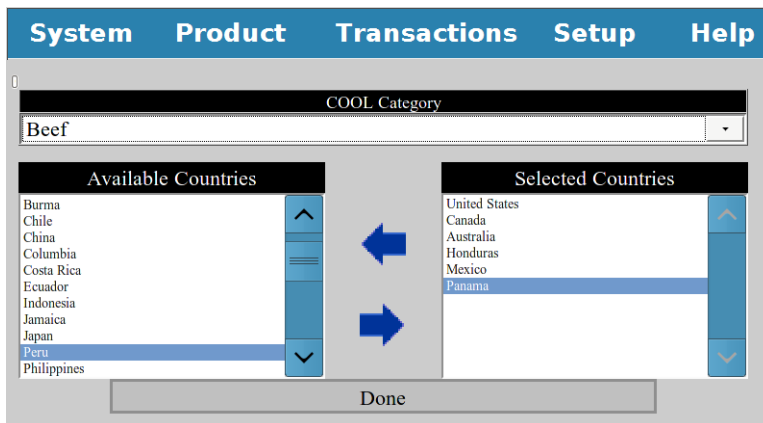 System Product Transactions Setup Help
COOL Category
Beef
Available Countries
Burma
Chile
China
Columbia
Costa Rica
Ecuador
Indonesia
Jamaica
Japan
Peru
Philippines
Selected Countries
United States
Canada
Australia
Honduras
Mexico
Panama
Done